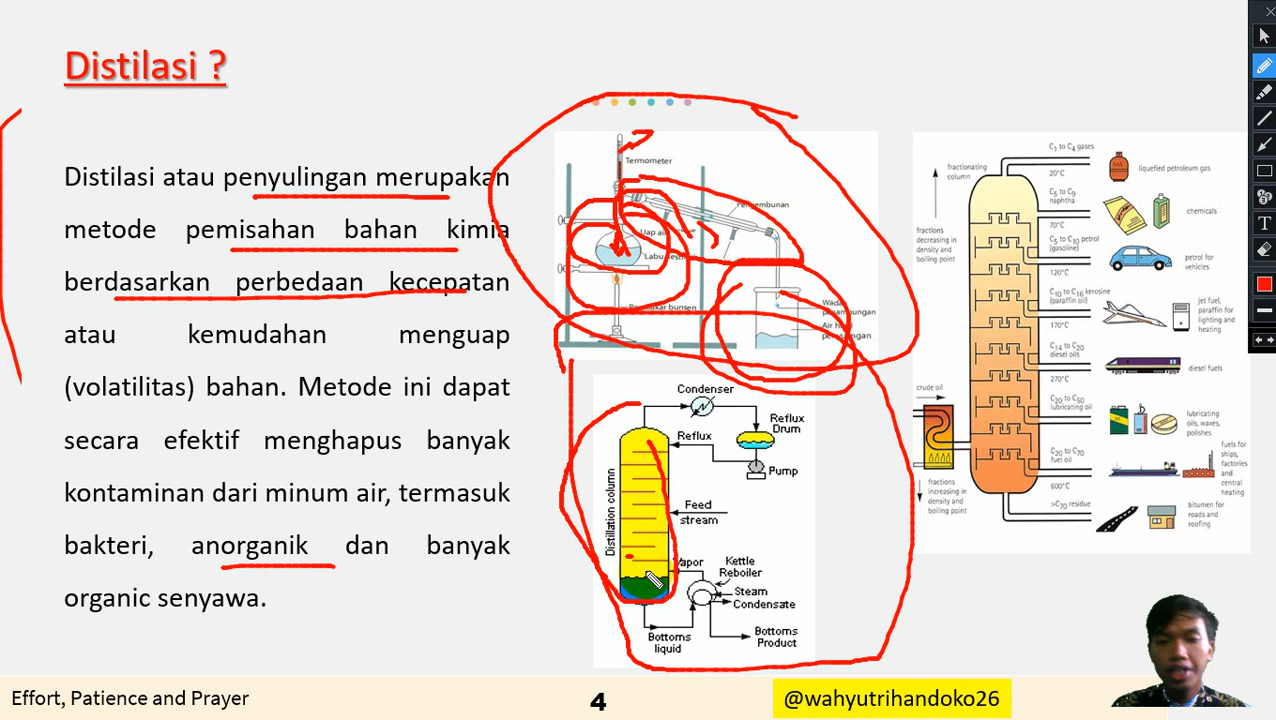 Distilasi ?
Distilasi atau penyulingan merupakan
metode pemisahan bahan kimia
berdasarkan perbedaan kecepatan
atau kemudahan menguap
(volatilitas) bahan. Metode ini dapat
secara efektif menghapus banyak
kontaminan dari minum air, termasuk
bakteri, anorganik dan banyak
organic senyawa.
Termometer
Uap air
Condenser
Reflux
Drum
Reflux
Pump
Distillation column
Feed
stream
Vapor
Kettle
Reboiler
Steam
Condensate
Bottoms
liquid
Bottoms
Product
fractionating
column
fractions
decreasing in
density and
boiling point
crude oil
fractions
increasing in
density and
boiling point
C₁ to C₄ gases
20°C
C₅ to C₉
naphtha
70°C
C₅ to C₁₀ petrol
(gasoline)
120°C
C₁₀ to C₁₆ kerosine
(paraffin oil)
170°C
C₁₄ to C₂₀
diesel oils
270°C
C₂₀ to C₅₀
lubricating oil
C₂₀ to C₇₀
fuel oil
600°C
>C₇₀ residue
liquefied petroleum gas
chemicals
petrol for
vehicles
jet fuel,
paraffin for
lighting and
heating
diesel fuels
lubricating
oils, waxes,
polishes
fuels for
ships,
factories
and
central
heating
bitumen for
roads and
roofing
Effort, Patience and Prayer
4
@wahyutrihandoko26